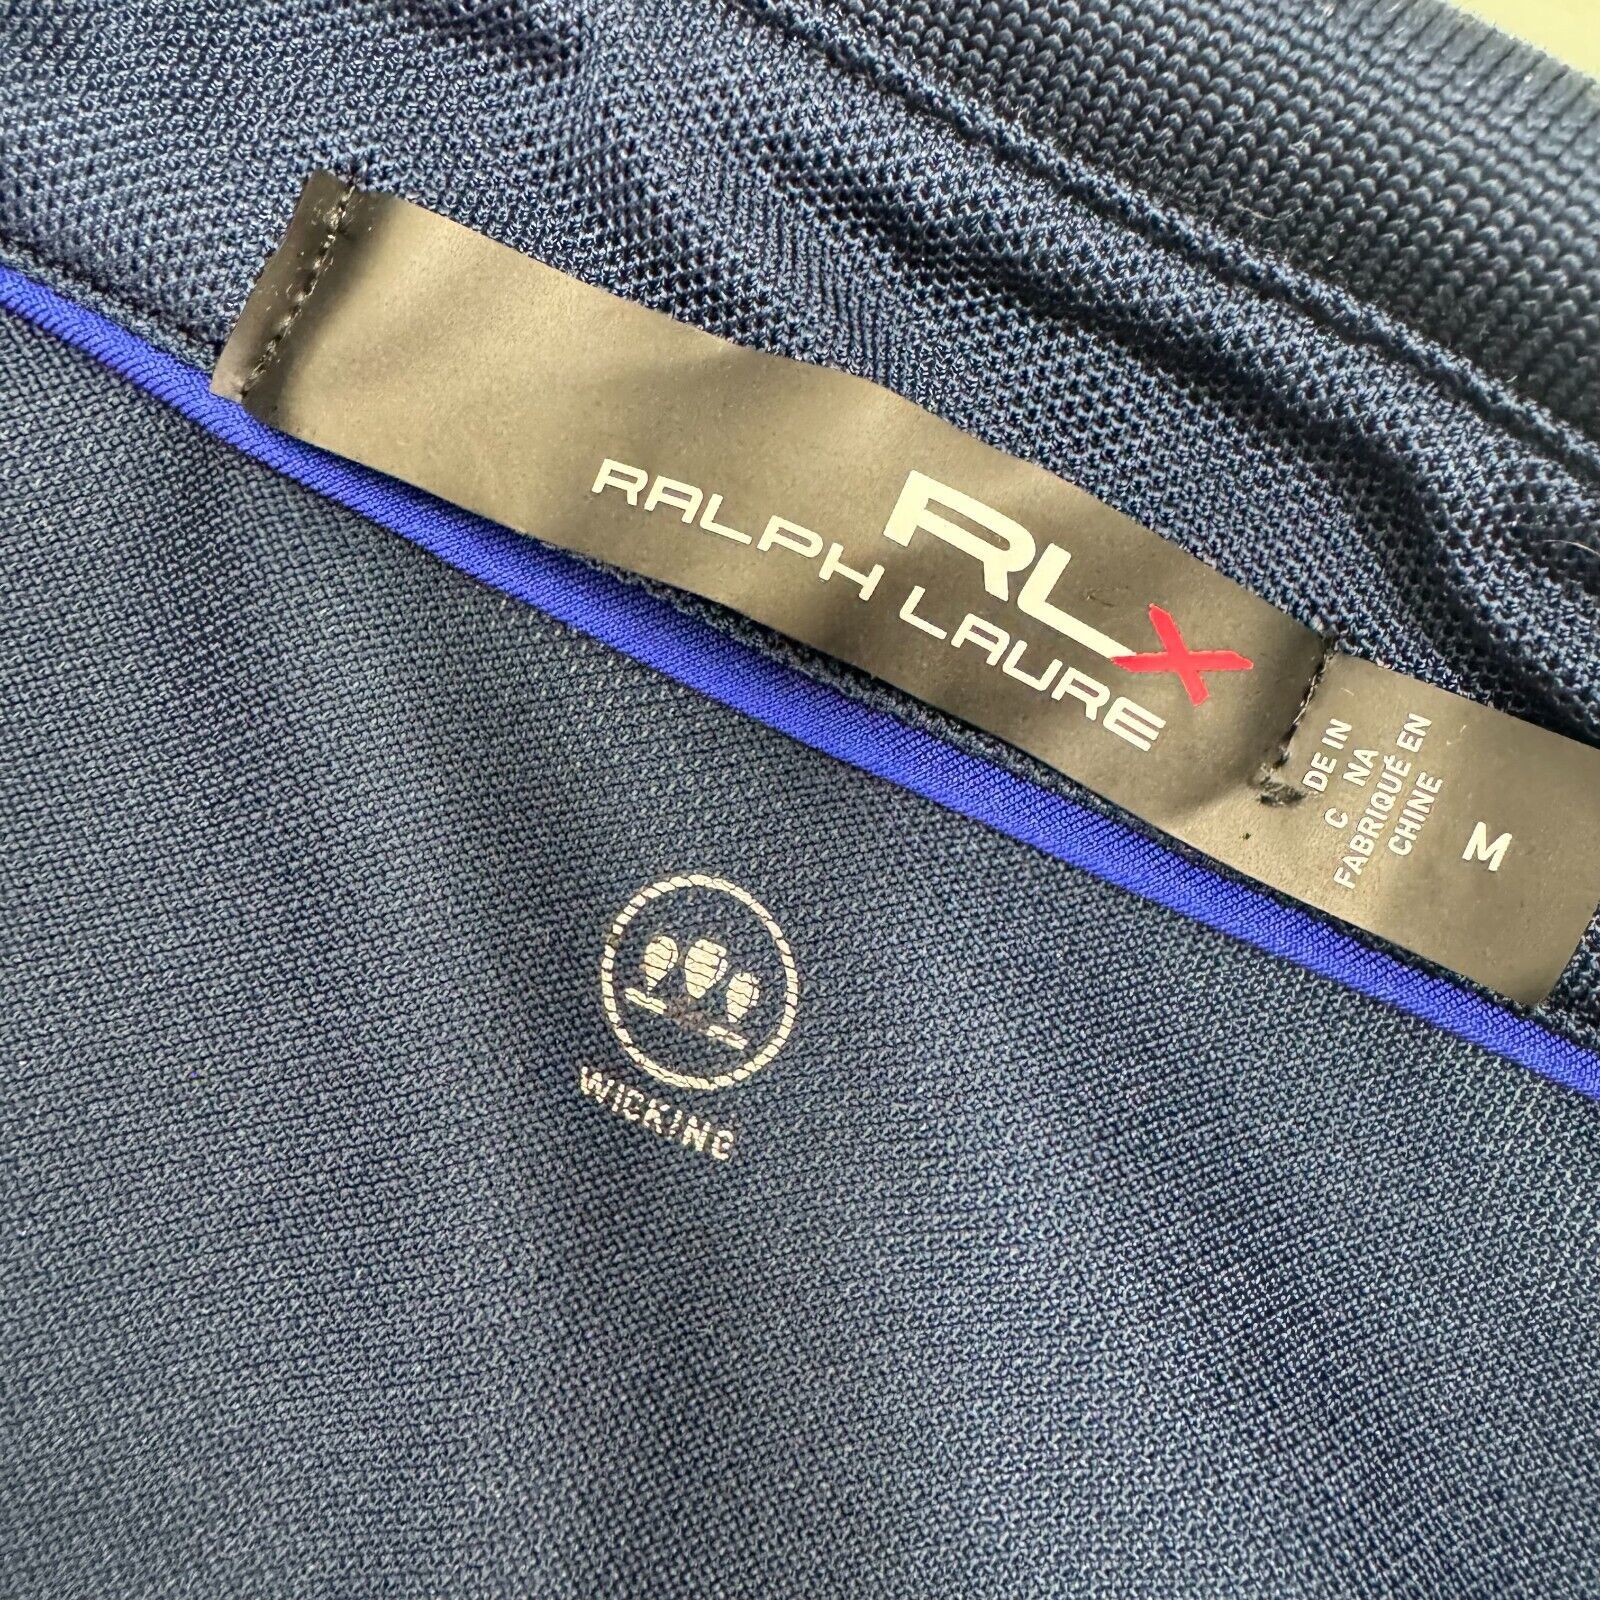 RLX
RALPH LAURE
DE IN
C NA
FABRIQUÉ EN
CHINE
M
WICKING